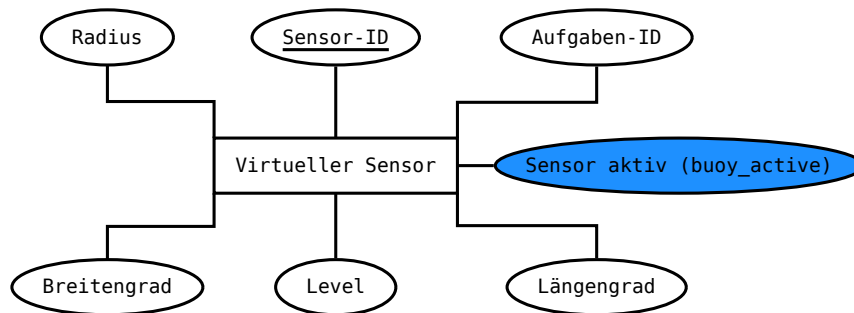 Radius
Sensor-ID
Aufgaben-ID
Virtueller Sensor
Sensor aktiv (buoy_active)
Breitengrad
Level
Längengrad